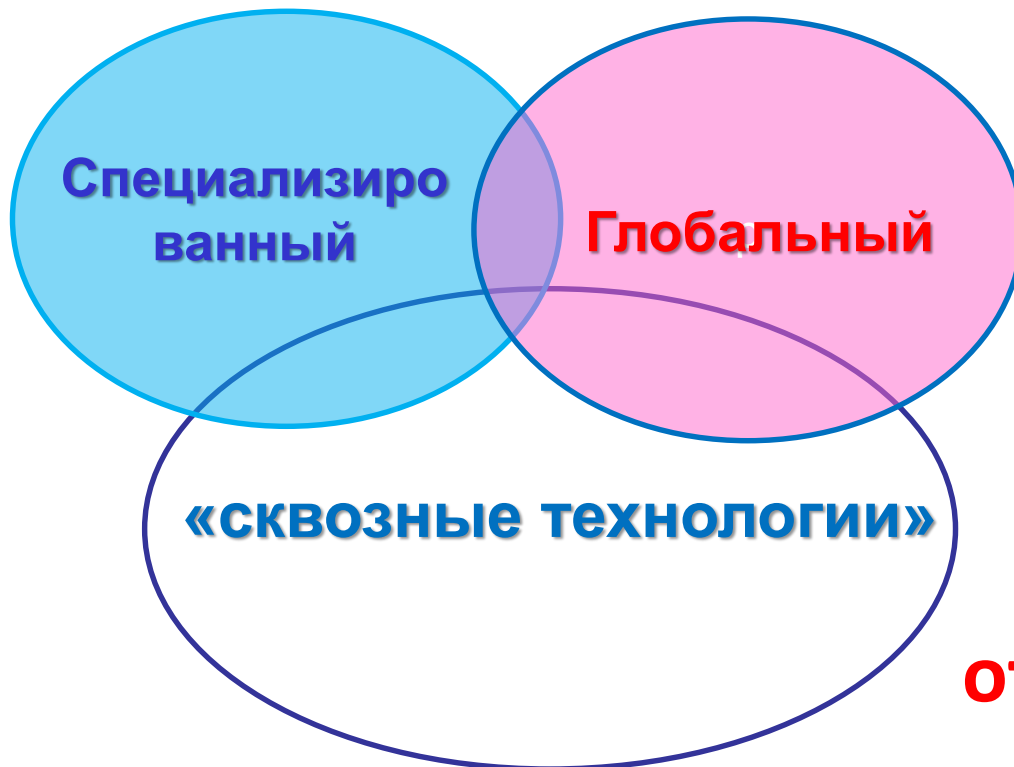 Специализиро
ванный
Глобальный
«сквозные технологии»